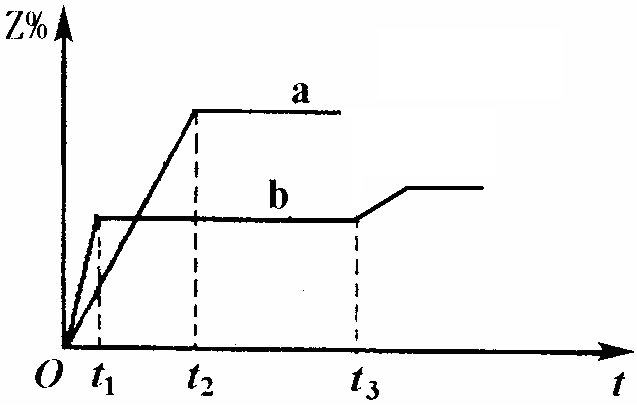 Z%
a
b
O t₁ t₂ t₃ t